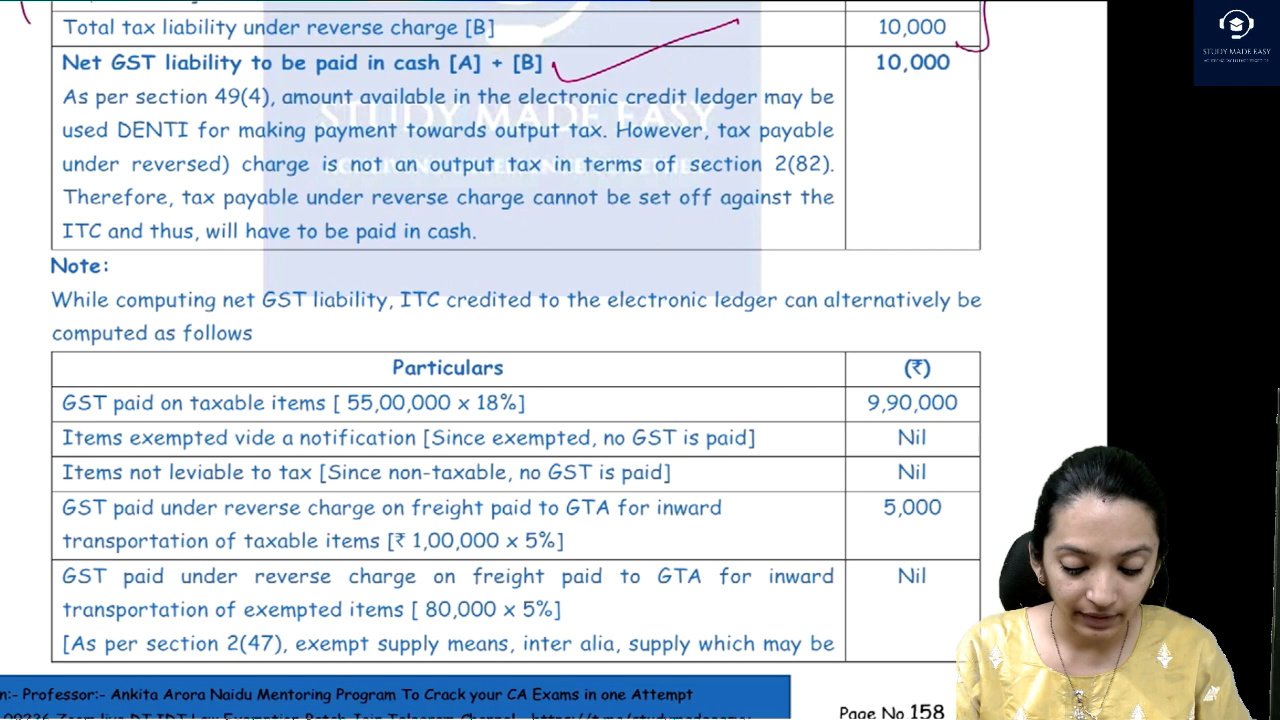 Total tax liability under reverse charge [B] 10,000
Net GST liability to be paid in cash [A] + [B] 10,000
As per section 49(4), amount available in the electronic credit ledger may be
used DENTI for making payment towards output tax. However, tax payable
under reversed) charge is not an output tax in terms of section 2(82).
Therefore, tax payable under reverse charge cannot be set off against the
ITC and thus, will have to be paid in cash.
STUDY MADE EASY
Note:
While computing net GST liability, ITC credited to the electronic ledger can alternatively be
computed as follows
Particulars (₹)
GST paid on taxable items [ 55,00,000 x 18%] 9,90,000
Items exempted vide a notification [Since exempted, no GST is paid] Nil
Items not leviable to tax [Since non-taxable, no GST is paid] Nil
GST paid under reverse charge on freight paid to GTA for inward 5,000
transportation of taxable items [₹ 1,00,000 x 5%]
GST paid under reverse charge on freight paid to GTA for inward Nil
transportation of exempted items [ 80,000 x 5%]
[As per section 2(47), exempt supply means, inter alia, supply which may be
n:- Professor:- Ankita Arora Naidu Mentoring Program To Crack your CA Exams in one Attempt
Page No.158
STUDY MADE EASY